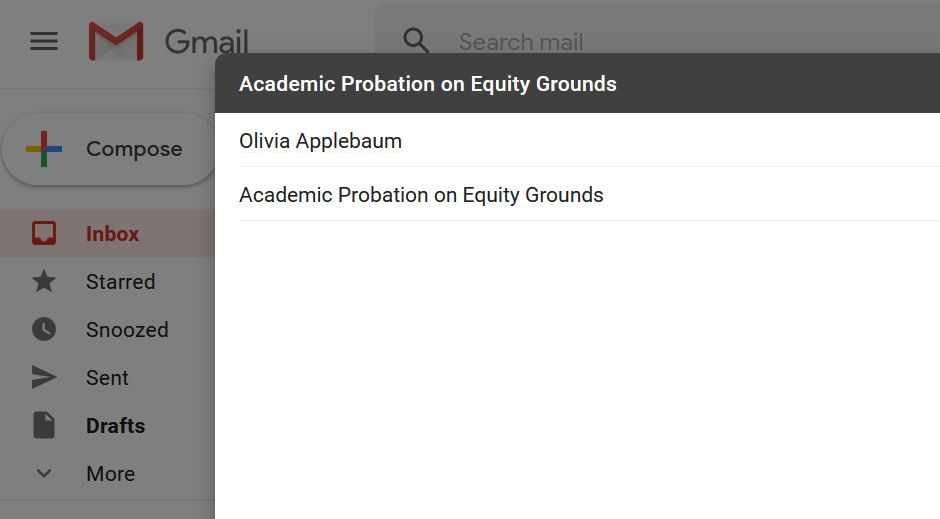 Gmail
Search mail
Academic Probation on Equity Grounds
Compose
Olivia Applebaum
Academic Probation on Equity Grounds
Inbox
Starred
Snoozed
Sent
Drafts
More